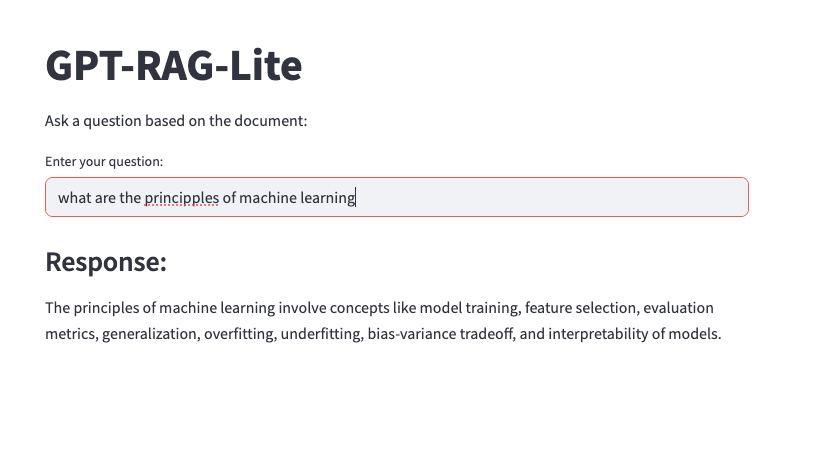 GPT-RAG-Lite
Ask a question based on the document:
Enter your question:
what are the principples of machine learning
Response:
The principles of machine learning involve concepts like model training, feature selection, evaluation
metrics, generalization, overfitting, underfitting, bias-variance tradeoff, and interpretability of models.